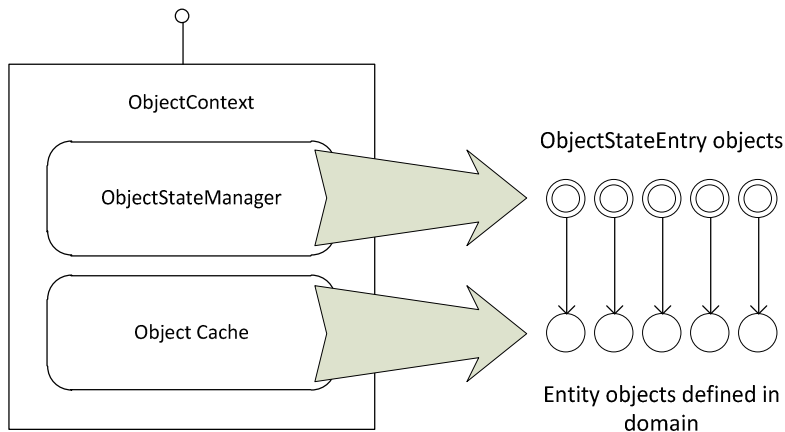 ObjectContext
ObjectStateEntry objects
ObjectStateManager
Object Cache
Entity objects defined in
domain